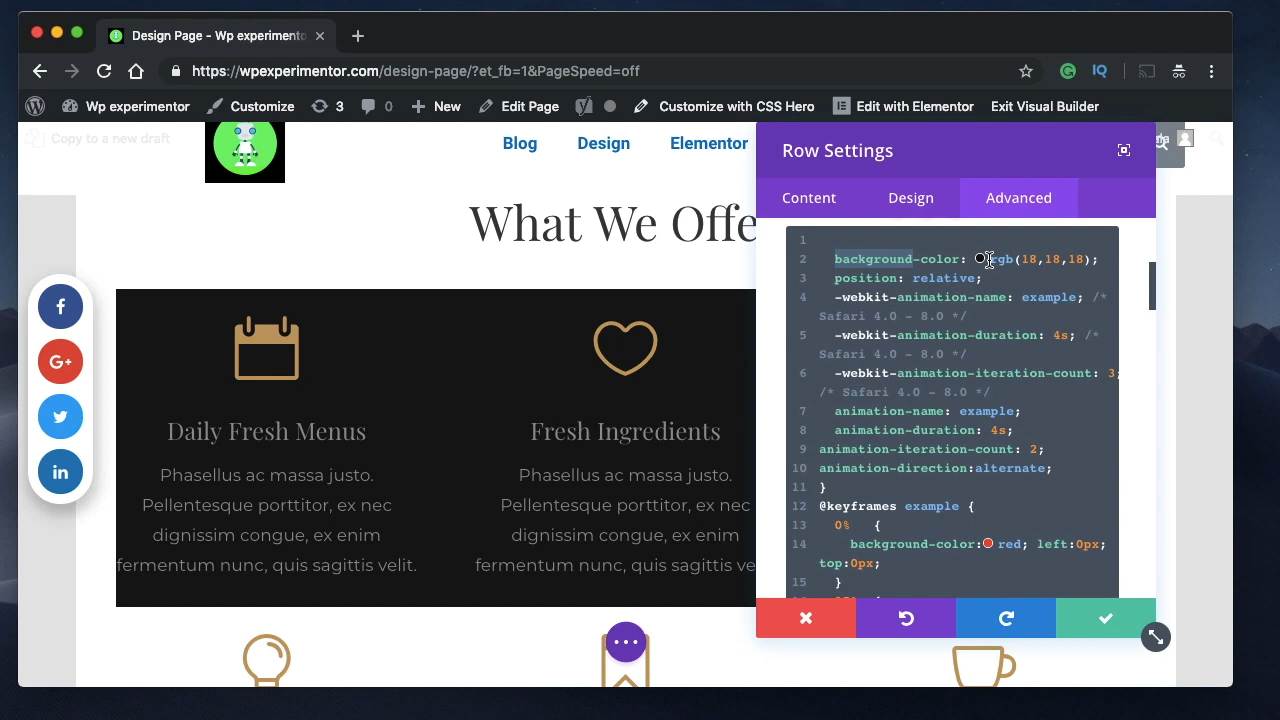 Design Page - Wp experimento
https://wpexperimentor.com/design-page/?et_fb=1&PageSpeed=off
Wp experimentor
Customize
3
0
New
Edit Page
Customize with CSS Hero
Edit with Elementor
Exit Visual Builder
Copy to a new draft
Blog
Design
Elementor
What We Offe
Daily Fresh Menus
Phasellus ac massa justo.
Pellentesque porttitor, ex nec
dignissim congue, ex enim
fermentum nunc, quis sagittis velit.
Fresh Ingredients
Phasellus ac massa justo.
Pellentesque porttitor, ex nec
dignissim congue, ex enim
fermentum nunc, quis sagittis ve
f
G+
in
Row Settings
Content
Design
Advanced
1
2 background-color: rgb(18,18,18);
3 position: relative;
4 -webkit-animation-name: example; /*
Safari 4.0 - 8.0 */
5 -webkit-animation-duration: 4s; /*
Safari 4.0 - 8.0 */
6 -webkit-animation-iteration-count: 3;
/* Safari 4.0 - 8.0 */
7 animation-name: example;
8 animation-duration: 4s;
9 animation-iteration-count: 2;
10 animation-direction:alternate;
11 }
12 @keyframes example {
13 0% {
14 background-color: red; left:0px;
top:0px;
15 }